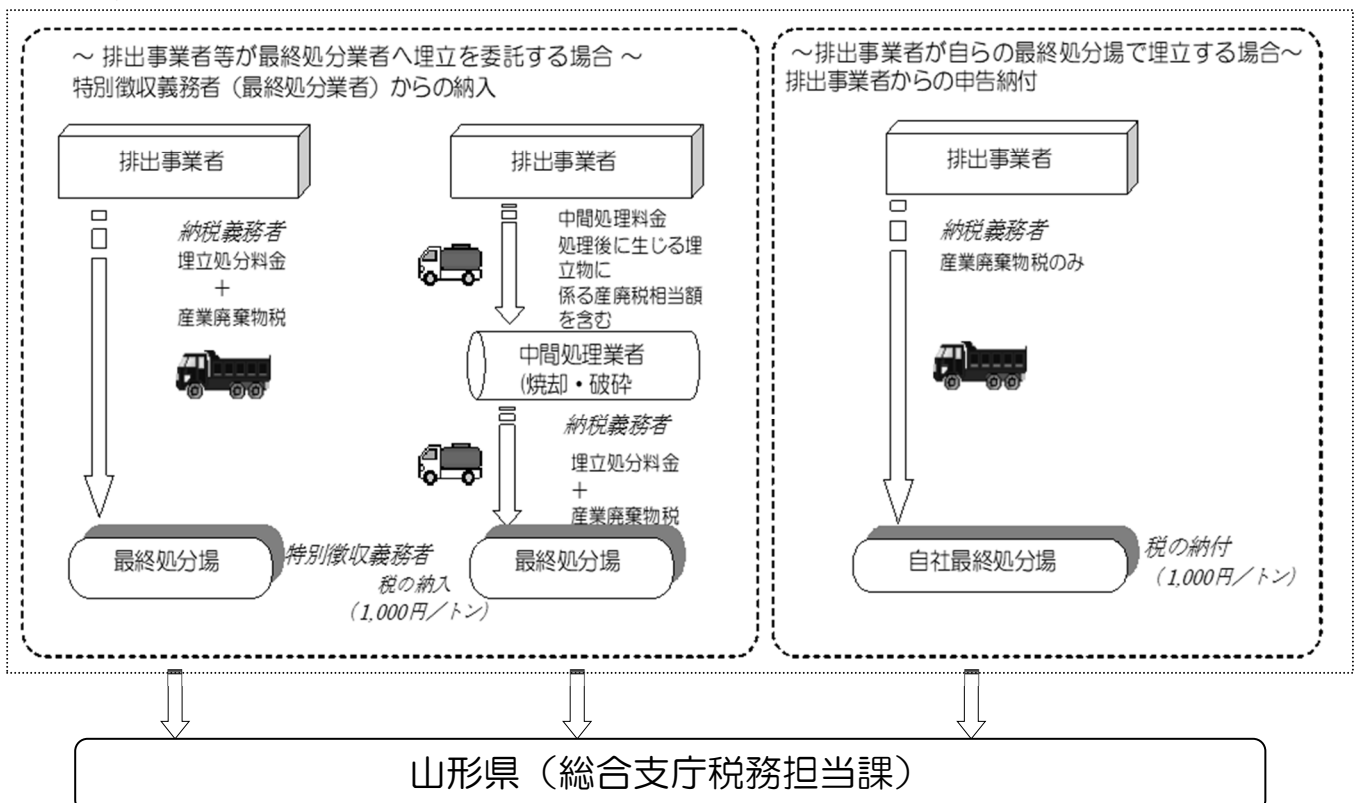 ～ 排出事業者等が最終処分業者へ埋立を委託する場合 ～
特別徴収義務者（最終処分業者）からの納入
排出事業者
納税義務者
埋立処分料金
＋
産業廃棄物税
最終処分場
特別徴収義務者
税の納入
（1,000円／トン）
排出事業者
中間処理料金
処理後に生じる埋
立物に
係る産廃税相当額
を含む
中間処理業者
(焼却・破砕
納税義務者
埋立処分料金
＋
産業廃棄物税
最終処分場
～排出事業者が自らの最終処分場で埋立する場合～
排出事業者からの申告納付
排出事業者
納税義務者
産業廃棄物税のみ
自社最終処分場
税の納付
（1,000円／トン）
山形県（総合支庁税務担当課）